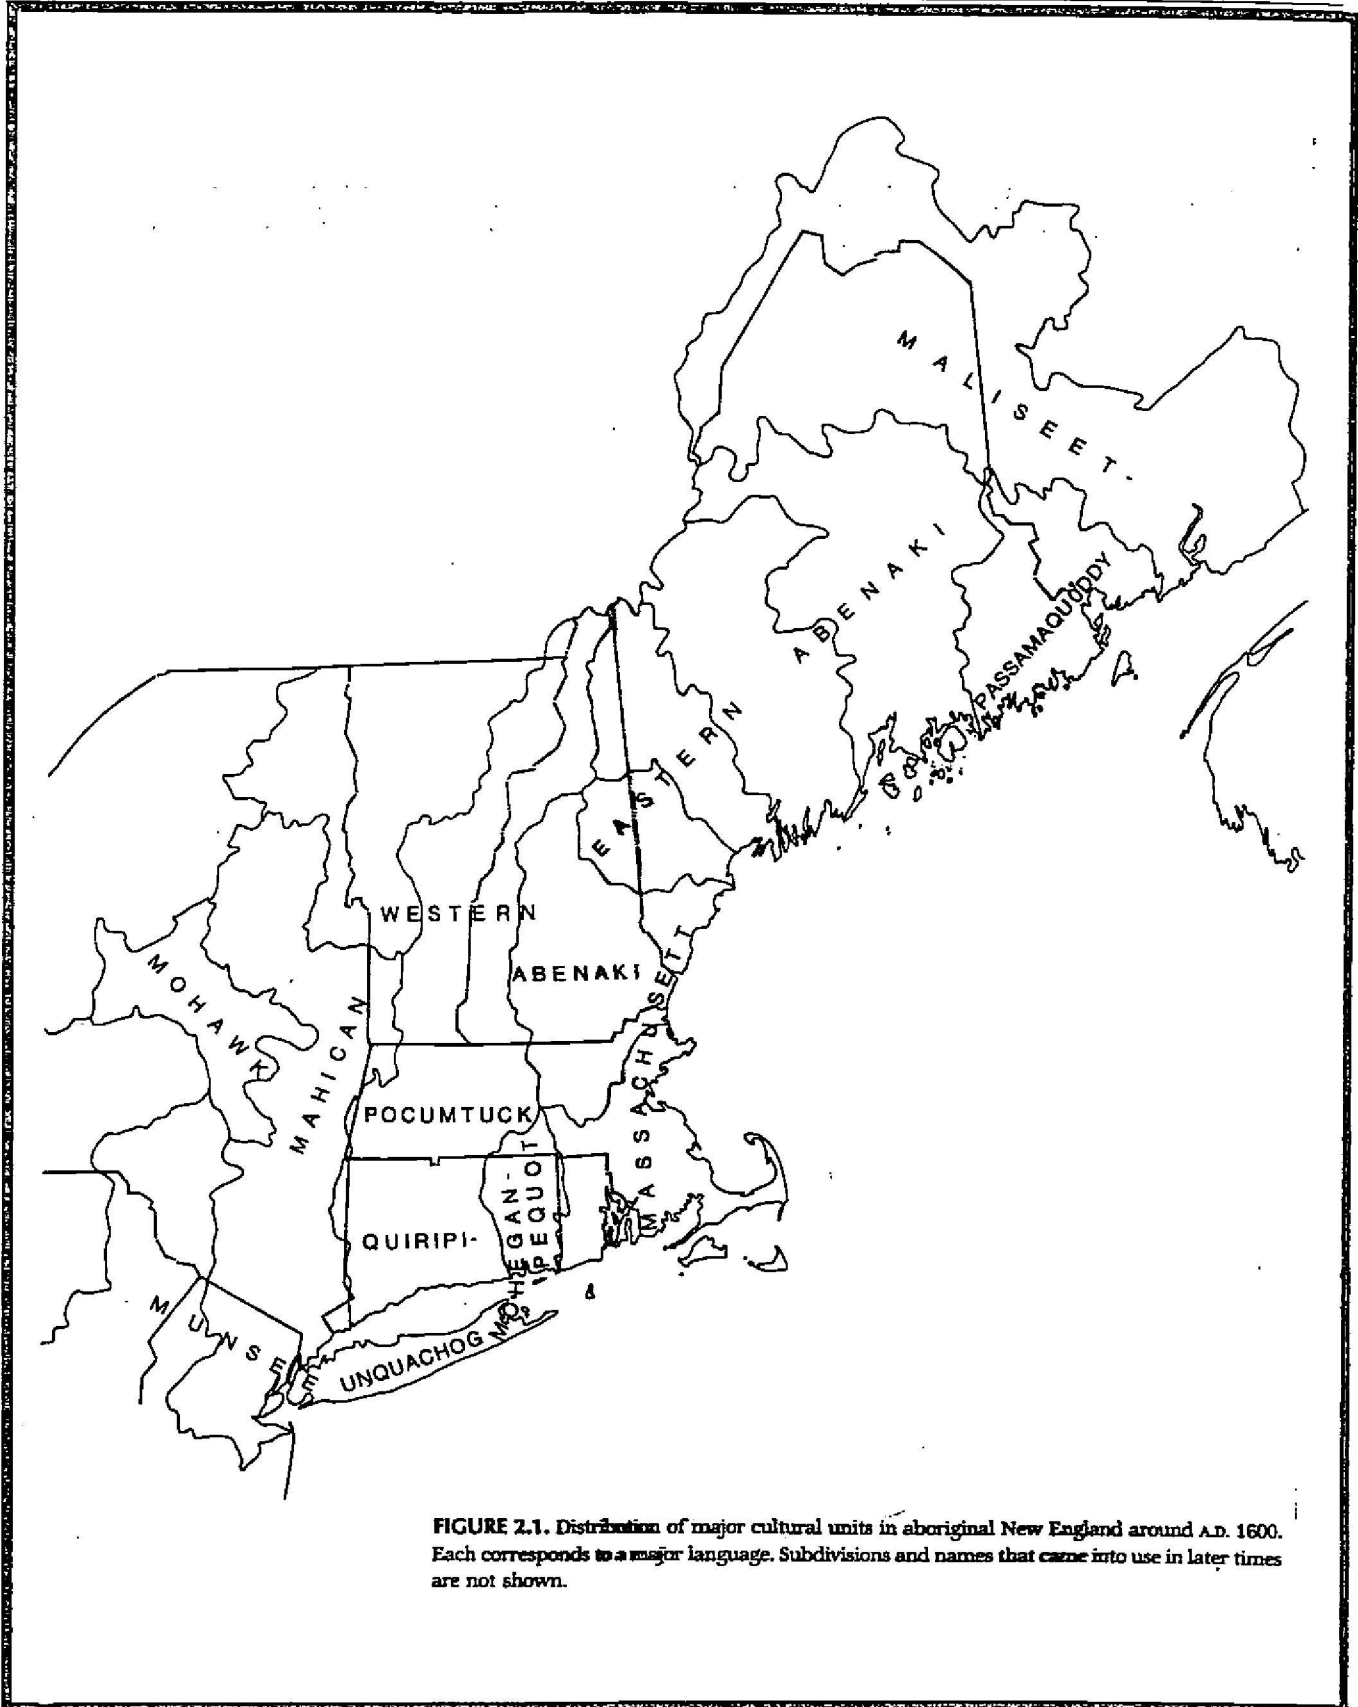 MALISEET-
PASSAMAQUODDY
EASTERN ABENAKI
WESTERN
ABENAKI
MOHAWK
MAHICAN
MASSACHUSETT
POCUMTUCK
MOHEGAN-
PEQUOT
QUIRIPI-
UNQUACHOG
MUNSEE
FIGURE 2.1. Distribution of major cultural units in aboriginal New England around A.D. 1600.
Each corresponds to a major language. Subdivisions and names that came into use in later times
are not shown.